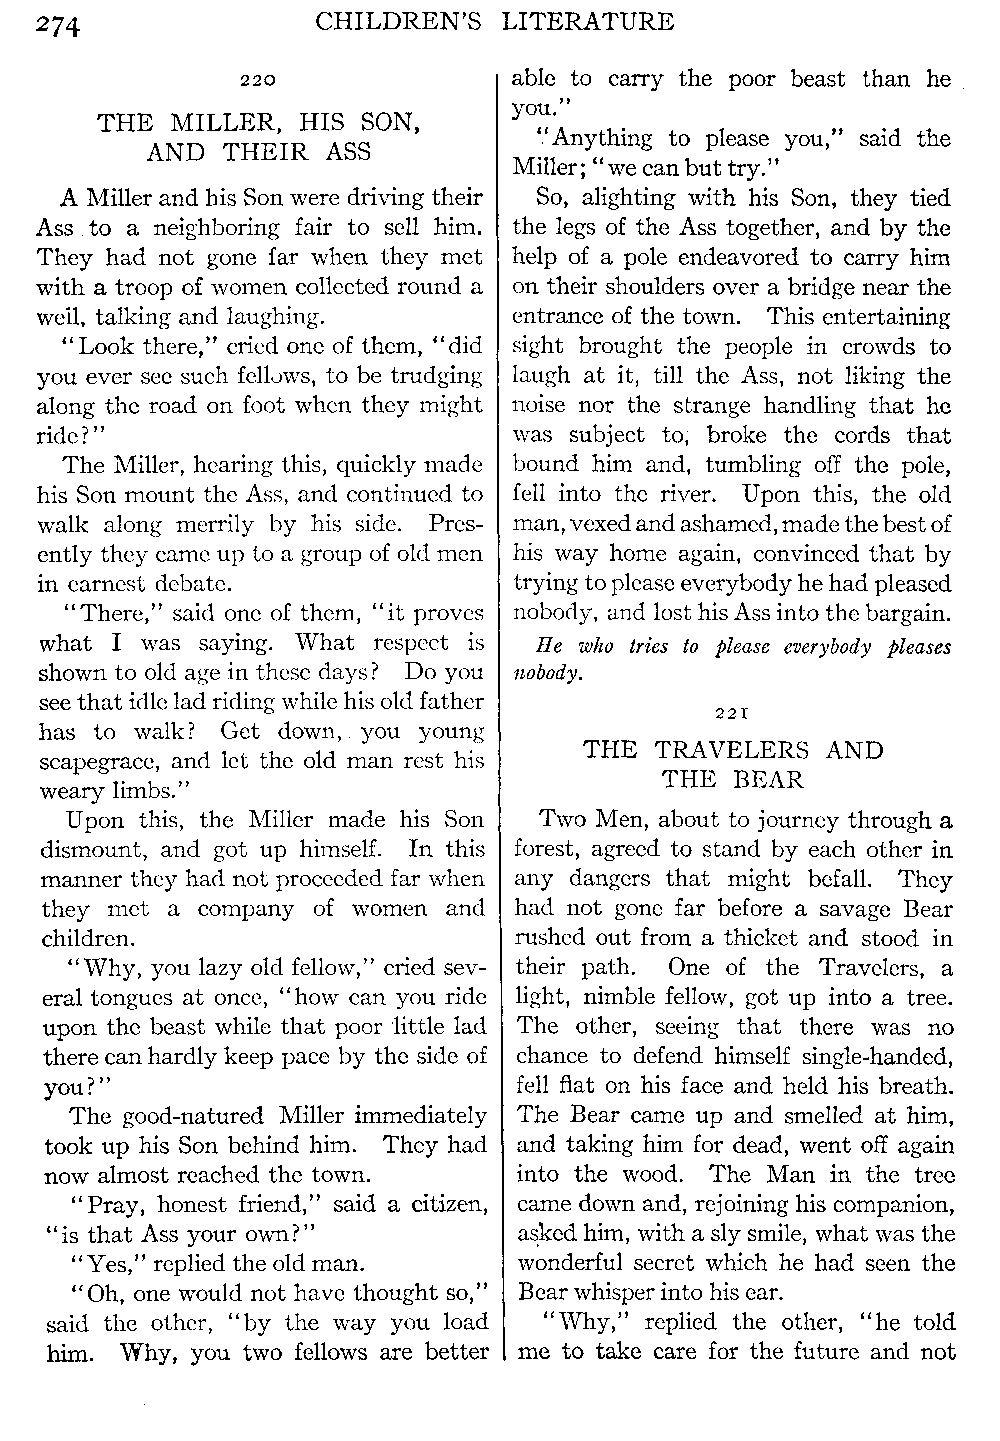 274
CHILDREN'S LITERATURE
220
THE MILLER, HIS SON,
AND THEIR ASS
A Miller and his Son were driving their
Ass to a neighboring fair to sell him.
They had not gone far when they met
with a troop of women collected round a
well, talking and laughing.
"Look there," cried one of them, "did
you ever see such fellows, to be trudging
along the road on foot when they might
ride?"
The Miller, hearing this, quickly made
his Son mount the Ass, and continued to
walk along merrily by his side. Pres-
ently they came up to a group of old men
in earnest debate.
"There," said one of them, "it proves
what I was saying. What respect is
shown to old age in these days? Do you
see that idle lad riding while his old father
has to walk? Get down, you young
scapegrace, and let the old man rest his
weary limbs."
Upon this, the Miller made his Son
dismount, and got up himself. In this
manner they had not proceeded far when
they met a company of women and
children.
"Why, you lazy old fellow," cried sev-
eral tongues at once, "how can you ride
upon the beast while that poor little lad
there can hardly keep pace by the side of
you?"
The good-natured Miller immediately
took up his Son behind him. They had
now almost reached the town.
"Pray, honest friend," said a citizen,
"is that Ass your own?"
"Yes," replied the old man.
"Oh, one would not have thought so,"
said the other, "by the way you load
him. Why, you two fellows are better
able to carry the poor beast than he
you."
"Anything to please you," said the
Miller; "we can but try."
So, alighting with his Son, they tied
the legs of the Ass together, and by the
help of a pole endeavored to carry him
on their shoulders over a bridge near the
entrance of the town. This entertaining
sight brought the people in crowds to
laugh at it, till the Ass, not liking the
noise nor the strange handling that he
was subject to, broke the cords that
bound him and, tumbling off the pole,
fell into the river. Upon this, the old
man, vexed and ashamed, made the best of
his way home again, convinced that by
trying to please everybody he had pleased
nobody, and lost his Ass into the bargain.
He who tries to please everybody pleases
nobody.
221
THE TRAVELERS AND
THE BEAR
Two Men, about to journey through a
forest, agreed to stand by each other in
any dangers that might befall. They
had not gone far before a savage Bear
rushed out from a thicket and stood in
their path. One of the Travelers, a
light, nimble fellow, got up into a tree.
The other, seeing that there was no
chance to defend himself single-handed,
fell flat on his face and held his breath.
The Bear came up and smelled at him,
and taking him for dead, went off again
into the wood. The Man in the tree
came down and, rejoining his companion,
asked him, with a sly smile, what was the
wonderful secret which he had seen the
Bear whisper into his ear.
"Why," replied the other, "he told
me to take care for the future and not